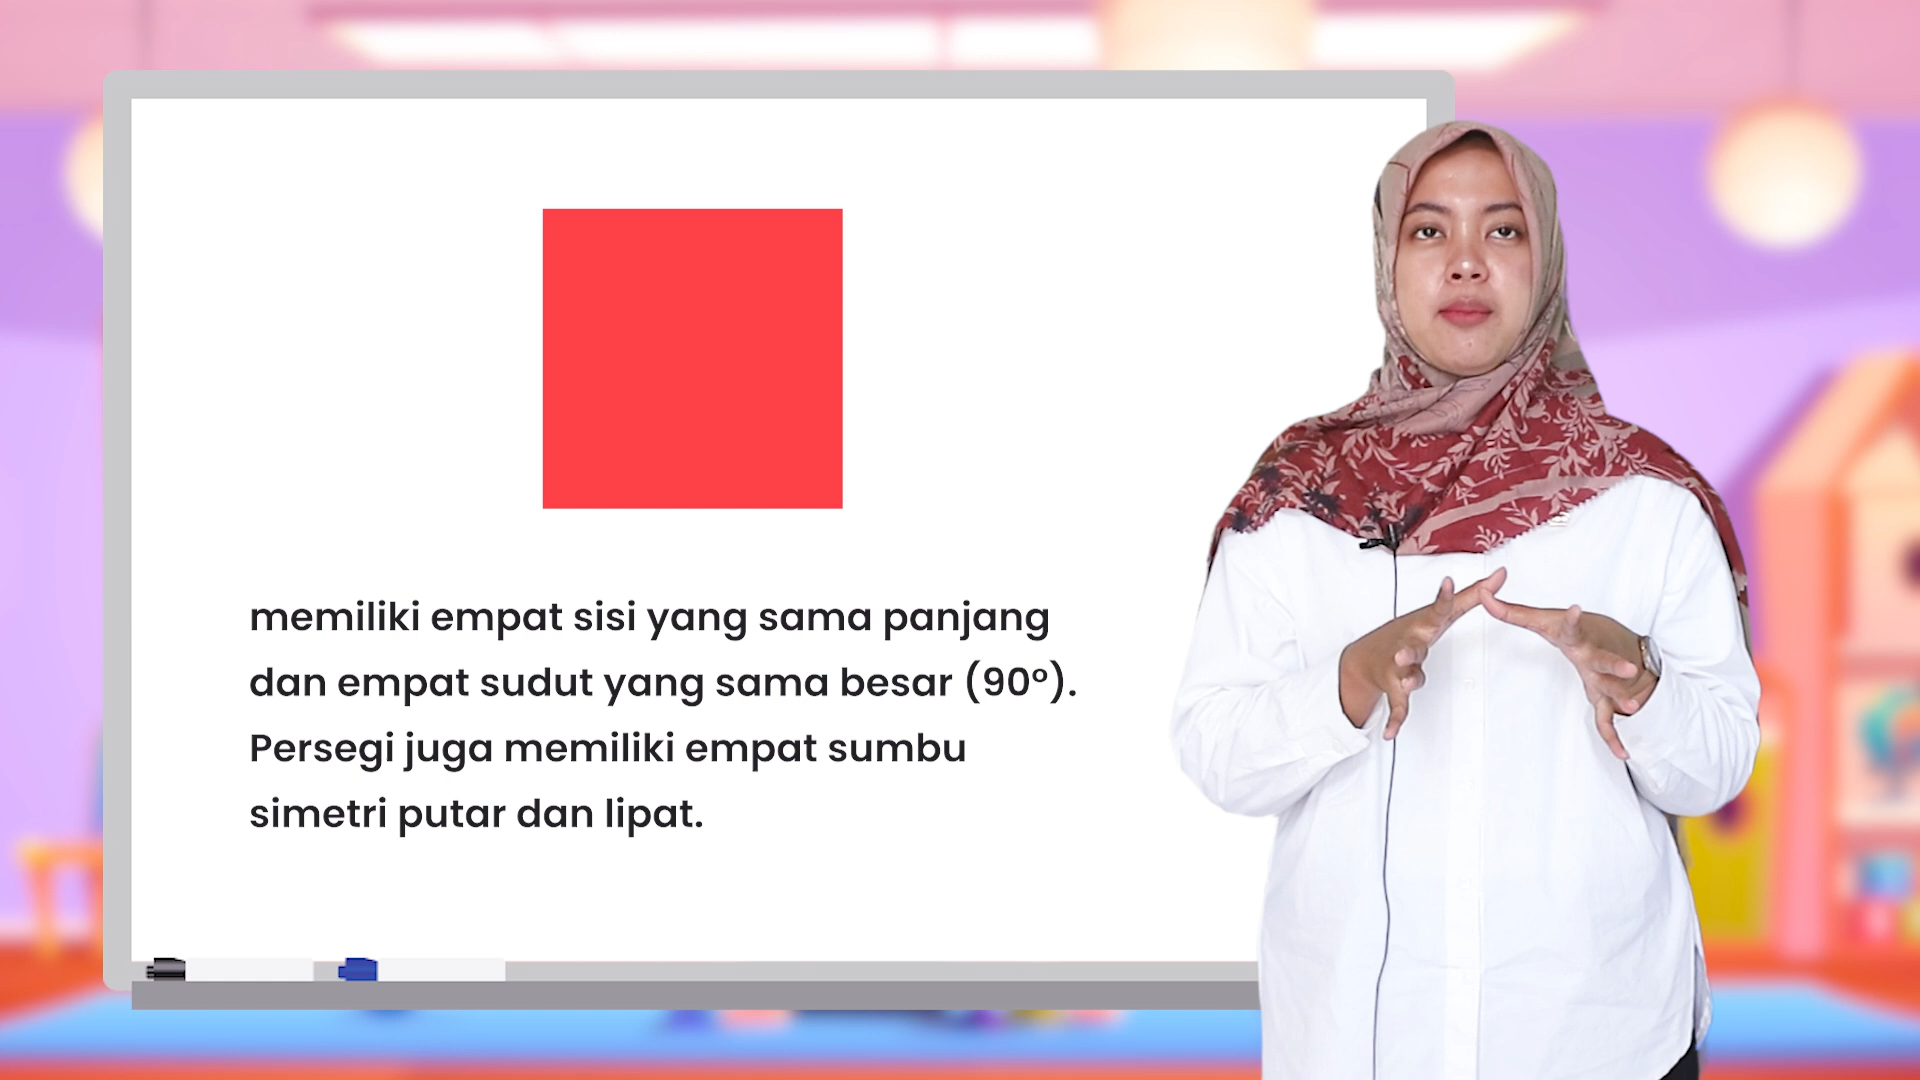 memiliki empat sisi yang sama panjang
dan empat sudut yang sama besar (90°).
Persegi juga memiliki empat sumbu
simetri putar dan lipat.